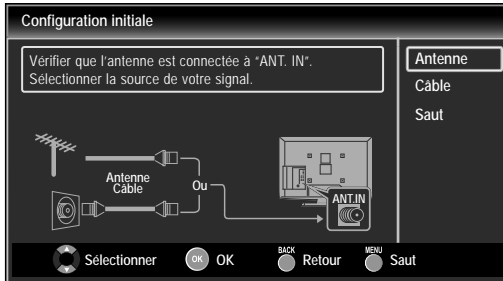 Configuration initiale
Vérifier que l'antenne est connectée à "ANT. IN".
Sélectionner la source de votre signal.
Antenne
Câble
Saut
Antenne
Câble
Ou
ANT.IN
Sélectionner
OK
OK
BACK
Retour
MENU
Saut